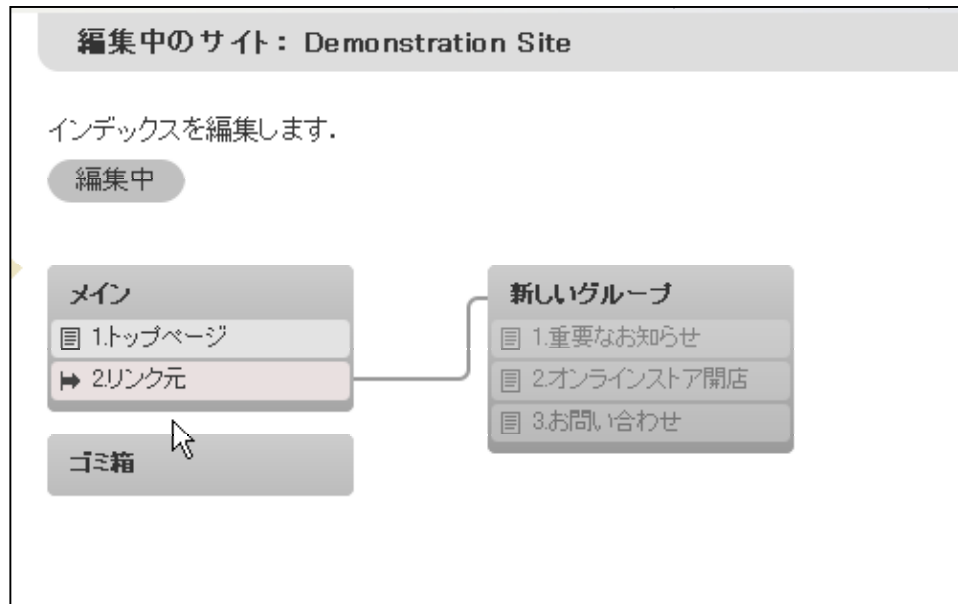 編集中のサイト： Demonstration Site
インデックスを編集します.
編集中
メイン
1.トップページ
2.リンク元
ゴミ箱
新しいグループ
1.重要なお知らせ
2.オンラインストア開店
3.お問い合わせ